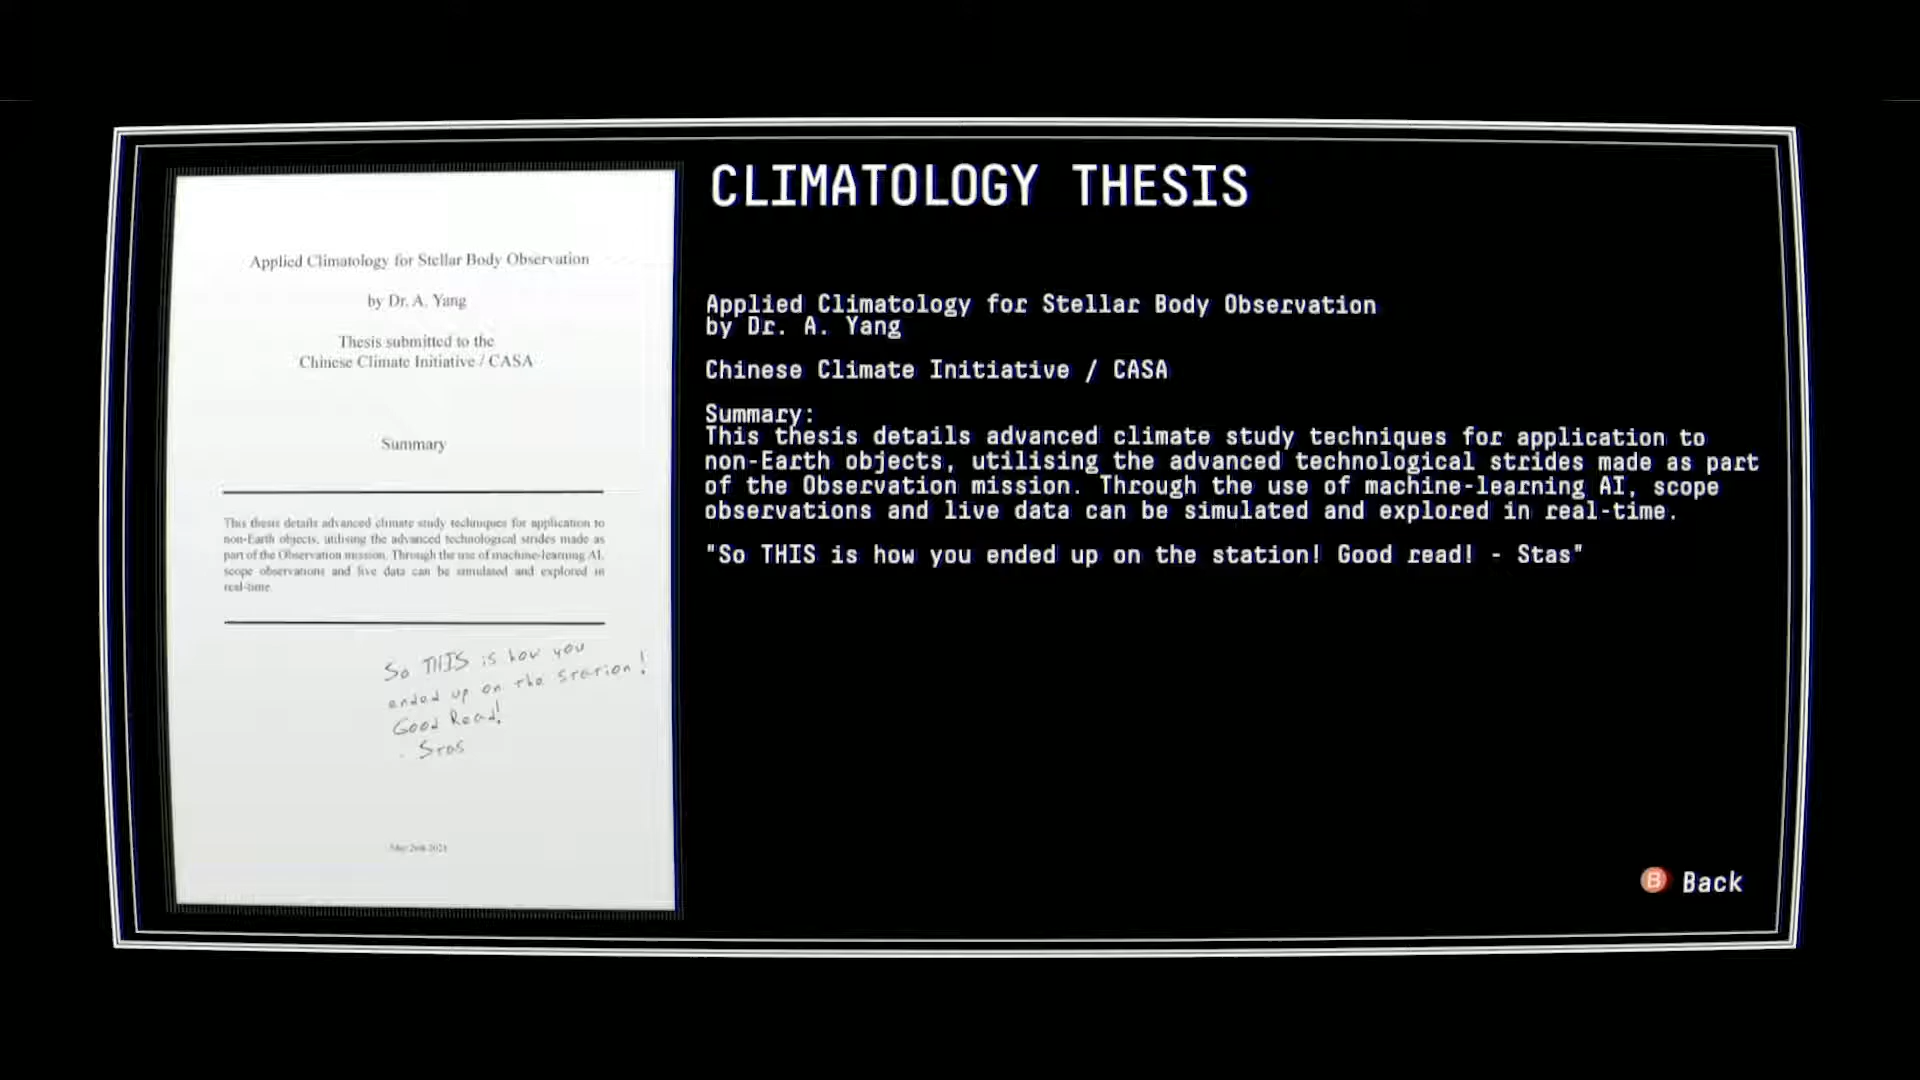 Applied Climatology for Stellar Body Observation
by Dr. A. Yang
Thesis submitted to the
Chinese Climate Initiative / CASA
Summary
This thesis details advanced climate study techniques for application to
non-Earth objects, utilising the advanced technological strides made as
part of the Observation mission. Through the use of machine-learning AI,
scope observations and live data can be simulated and explored in
real-time.
So THIS is how you
ended up on the station!
Good Read!
- Stas
CLIMATOLOGY THESIS
Applied Climatology for Stellar Body Observation
by Dr. A. Yang
Chinese Climate Initiative / CASA
Summary:
This thesis details advanced climate study techniques for application to
non-Earth objects, utilising the advanced technological strides made as part
of the Observation mission. Through the use of machine-learning AI, scope
observations and live data can be simulated and explored in real-time.
"So THIS is how you ended up on the station! Good read! - Stas"
B Back